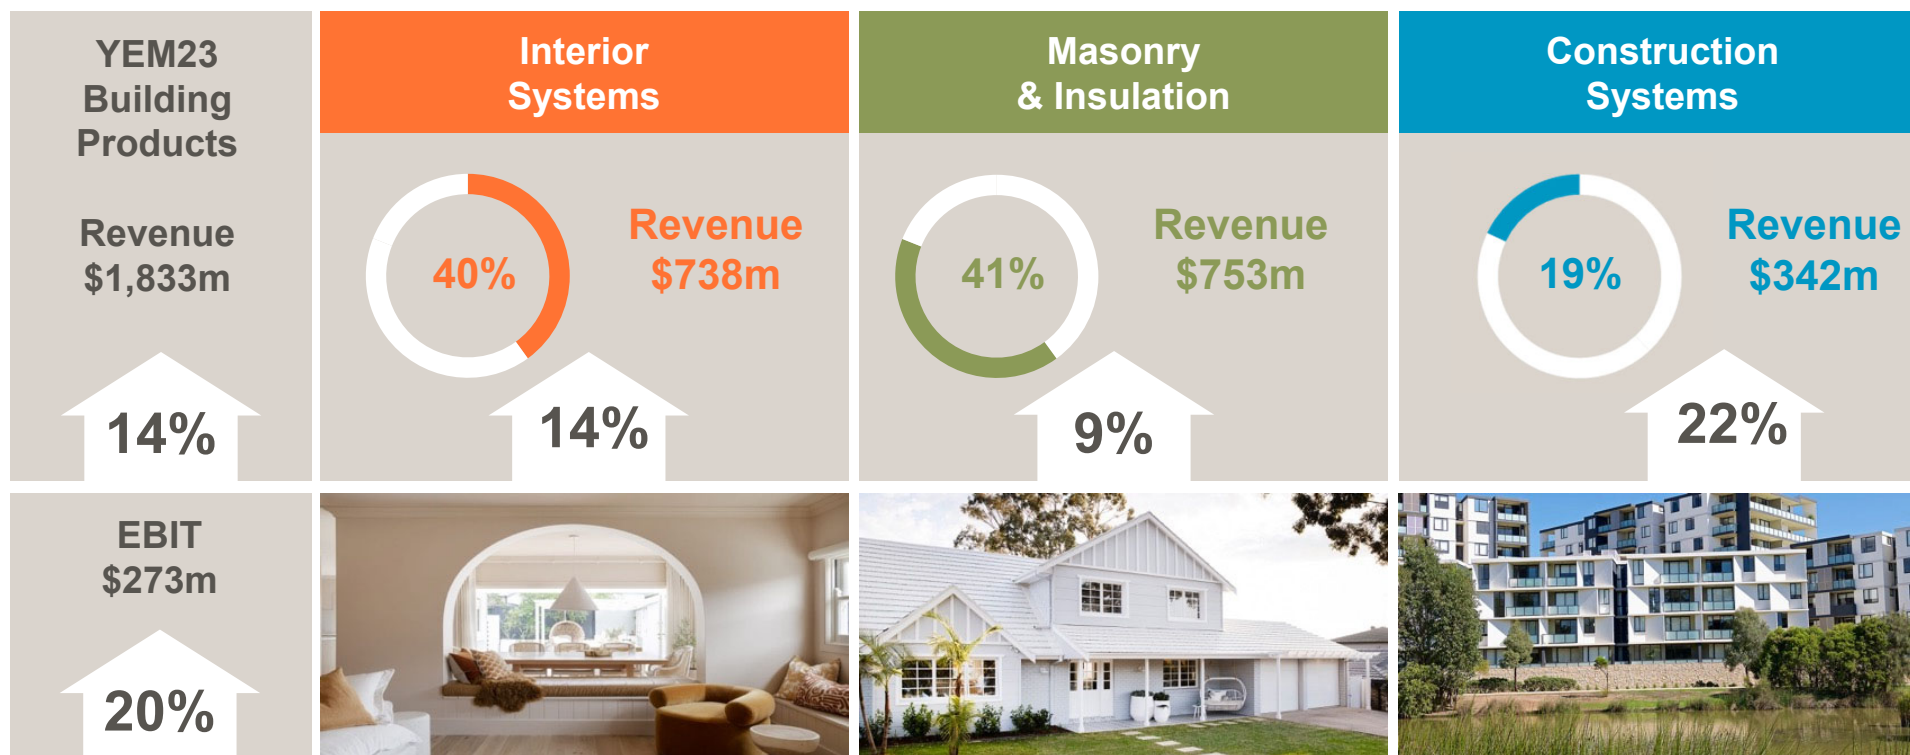 YEM23
Building
Products
Revenue
$1,833m
14%
EBIT
$273m
20%
Interior
Systems
40%
Revenue
$738m
14%
Masonry
& Insulation
41%
Revenue
$753m
9%
Construction
Systems
19%
Revenue
$342m
22%